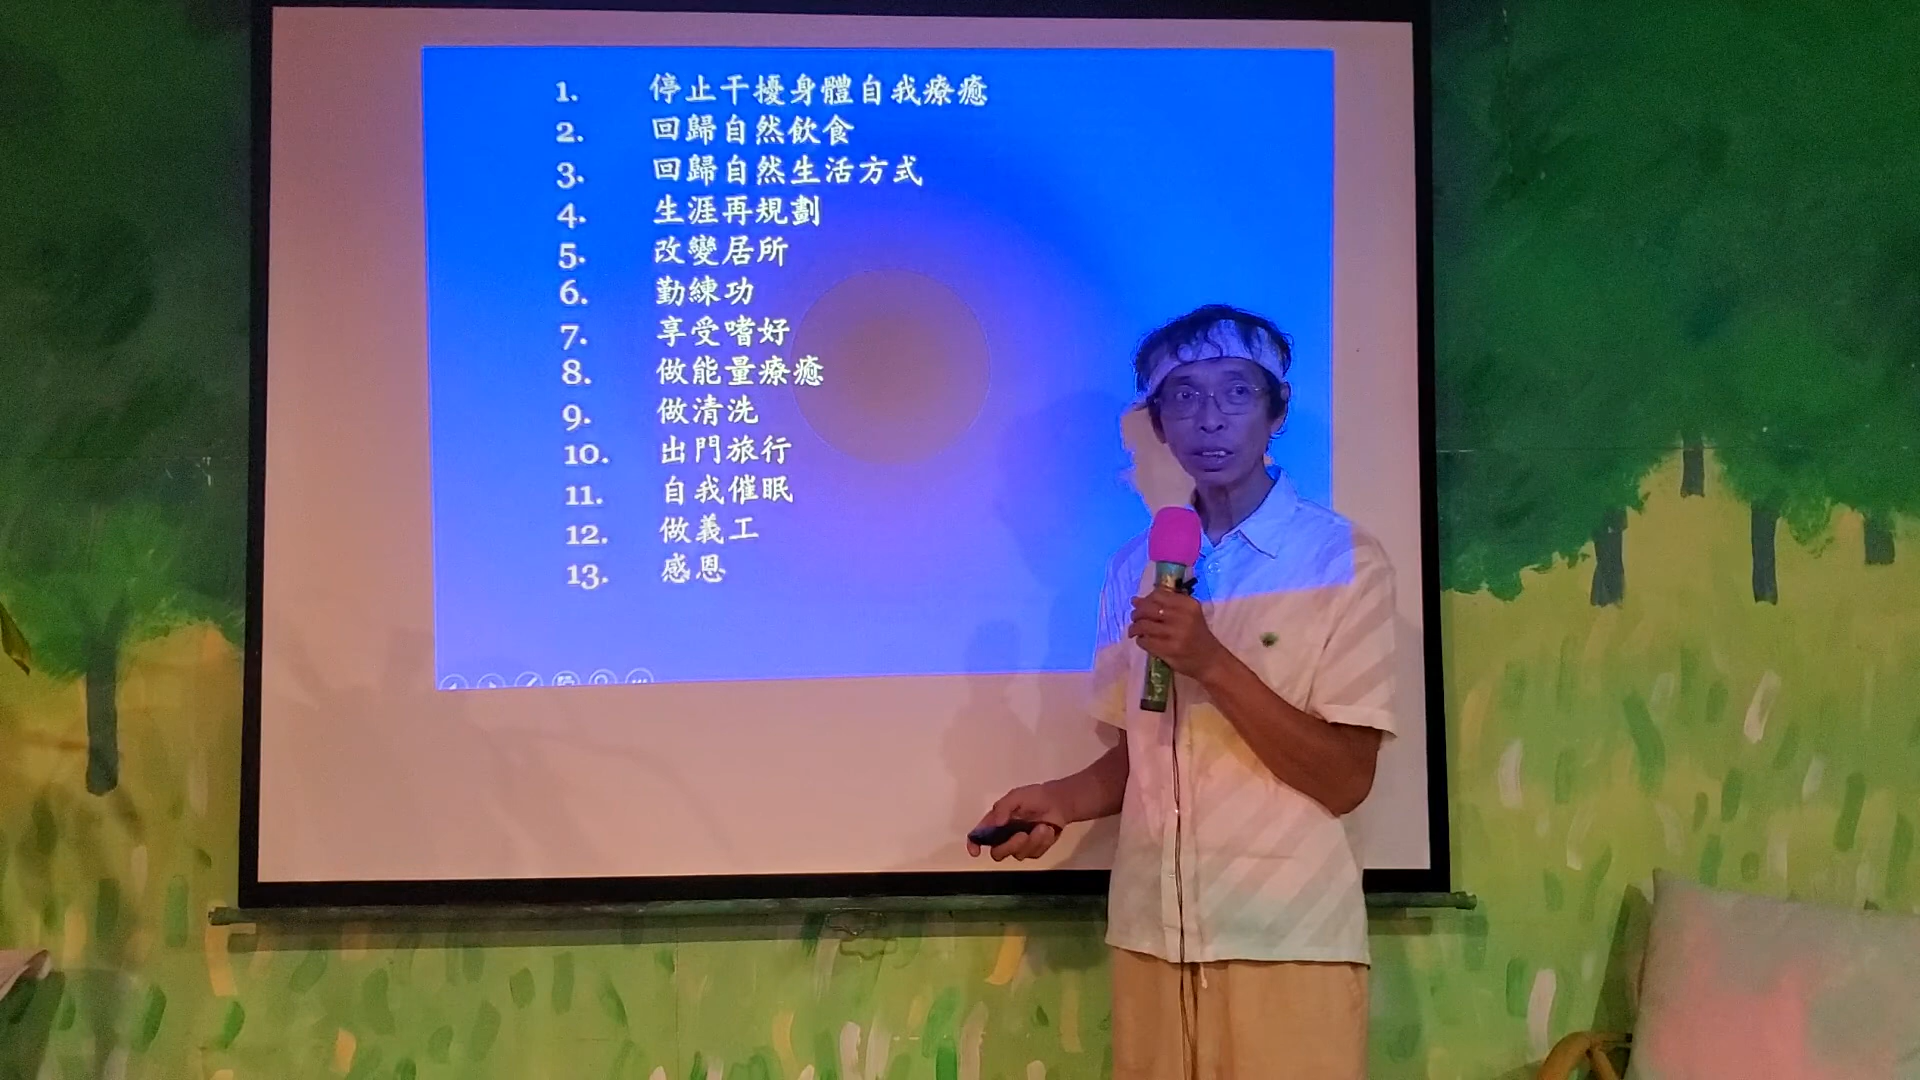 1. 停止干擾身體自我療癒
2. 回歸自然飲食
3. 回歸自然生活方式
4. 生涯再規劃
5. 改變居所
6. 勤練功
7. 享受嗜好
8. 做能量療癒
9. 做清洗
10. 出門旅行
11. 自我催眠
12. 做義工
13. 感恩